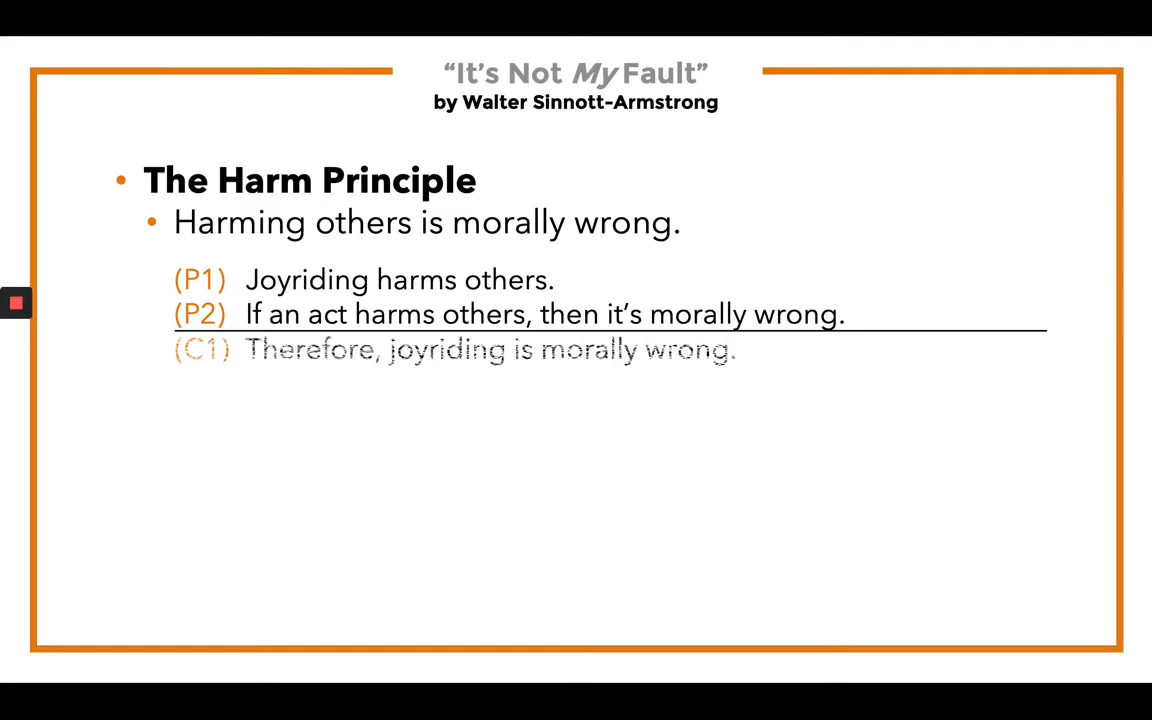 “It’s Not My Fault”
by Walter Sinnott-Armstrong
• The Harm Principle
• Harming others is morally wrong.
(P1) Joyriding harms others.
(P2) If an act harms others, then it’s morally wrong.
(C1) Therefore, joyriding is morally wrong.